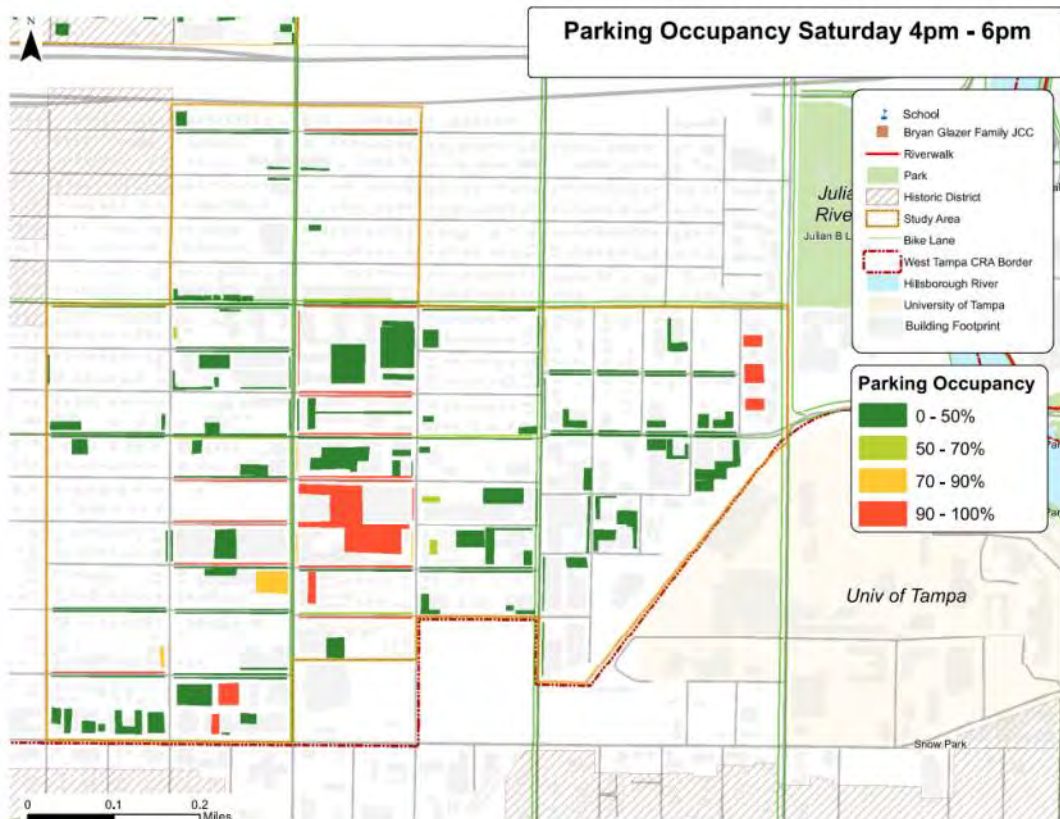 Parking Occupancy Saturday 4pm - 6pm
N
School
Bryan Glazer Family JCC
Riverwalk
Park
Historic District
Study Area
Bike Lane
West Tampa CRA Border
Hillsborough River
University of Tampa
Building Footprint
Julia
River
Julian B L
Parking Occupancy
0 - 50%
50 - 70%
70 - 90%
90 - 100%
Univ of Tampa
Snow Park
0 0.1 0.2
Miles